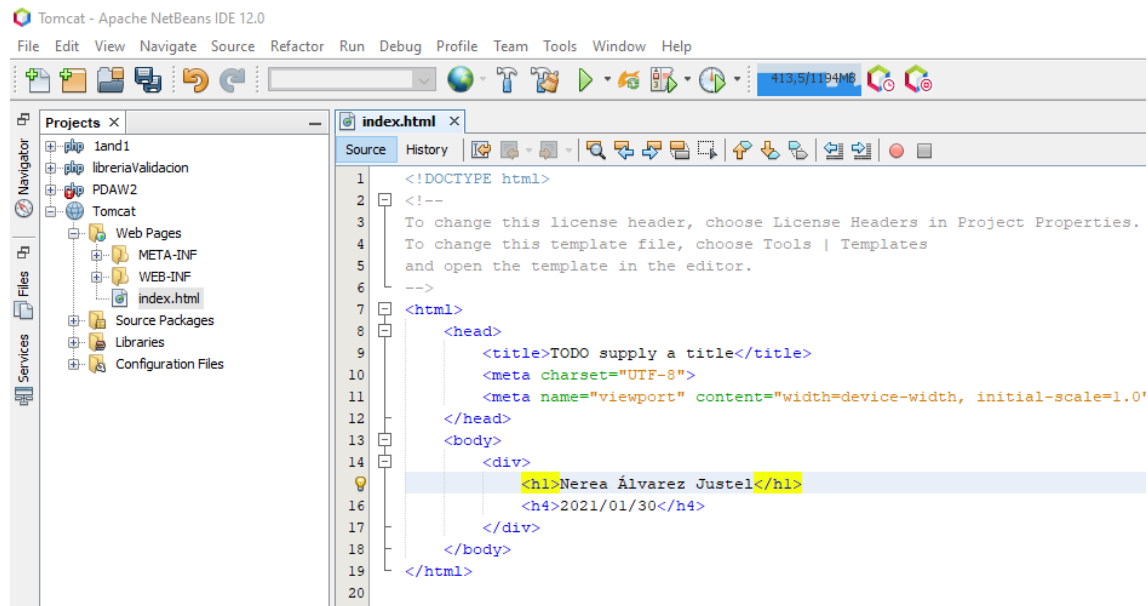 Tomcat - Apache NetBeans IDE 12.0
File Edit View Navigate Source Refactor Run Debug Profile Team Tools Window Help
413,5/1194MB
Projects
index.html
Navigator
Files
Services
1and1
libreriaValidacion
PDAW2
Tomcat
Web Pages
META-INF
WEB-INF
index.html
Source Packages
Libraries
Configuration Files
Source History
1 <!DOCTYPE html>
2 <!--
3 To change this license header, choose License Headers in Project Properties.
4 To change this template file, choose Tools | Templates
5 and open the template in the editor.
6 -->
7 <html>
8 <head>
9 <title>TODO supply a title</title>
10 <meta charset="UTF-8">
11 <meta name="viewport" content="width=device-width, initial-scale=1.0"
12 </head>
13 <body>
14 <div>
<h1>Nerea Álvarez Justel</h1>
16 <h4>2021/01/30</h4>
17 </div>
18 </body>
19 </html>
20